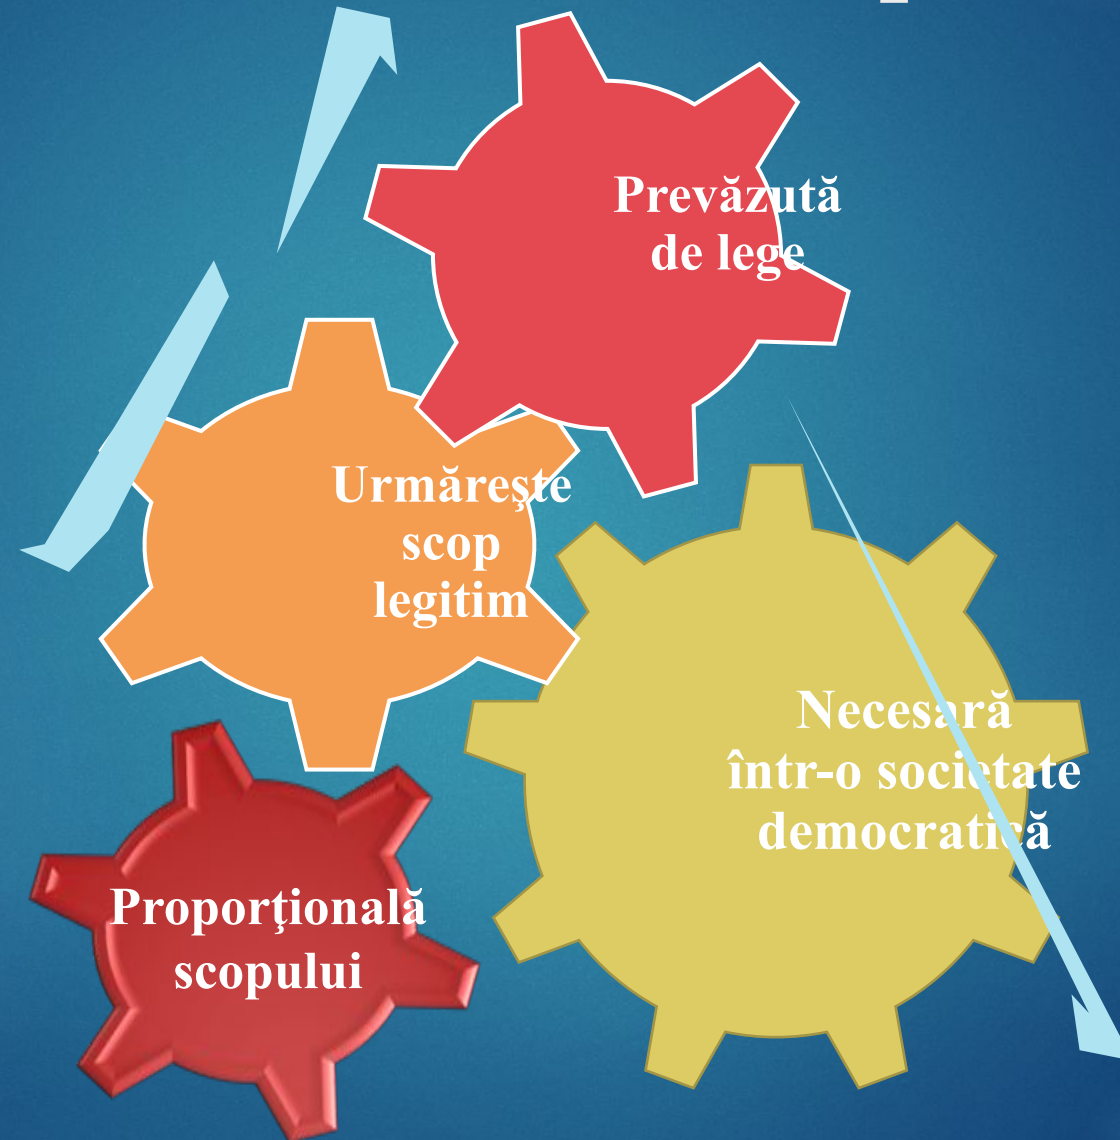 Prevăzută
de lege
Urmăreşte
scop
legitim
Necesară
într-o societate
democratică
Proporţională
scopului